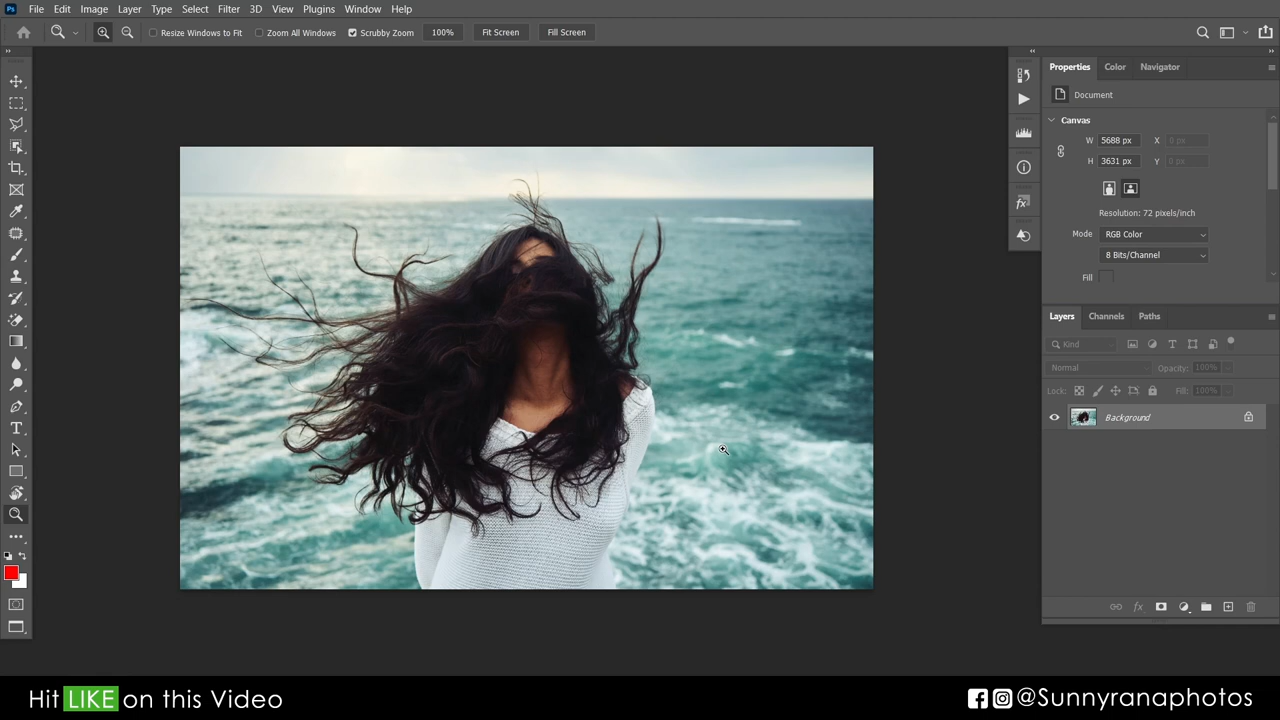 Ps File Edit Image Layer Type Select Filter 3D View Plugins Window Help
Resize Windows to Fit Zoom All Windows Scrubby Zoom 100% Fit Screen Fill Screen
Properties Color Navigator
Document
Canvas
W 5688 px X 0 px
H 3631 px Y 0 px
Resolution: 72 pixels/inch
Mode RGB Color
8 Bits/Channel
Fill
Layers Channels Paths
Kind
Normal Opacity: 100%
Lock: Fill: 100%
Background
fx
Hit LIKE on this Video
@Sunnyranaphotos